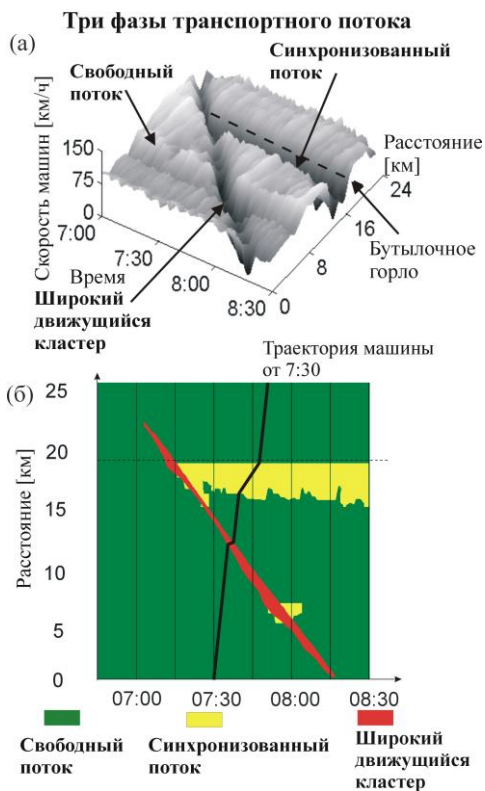 Три фазы транспортного потока
(а)
Синхронизованный
поток
Свободный
поток
Скорость машин [км/ч]
150
100
75
0
7:00
7:30
8:00
8:30
Время
Широкий
движущийся
кластер
Расстояние
[км]
24
16
8
0
Бутылочное
горло
Траектория машины
от 7:30
(б)
Расстояние [км]
25
20
15
10
5
0
07:00 07:30 08:00 08:30
Свободный
поток
Синхронизованный
поток
Широкий
движущийся
кластер